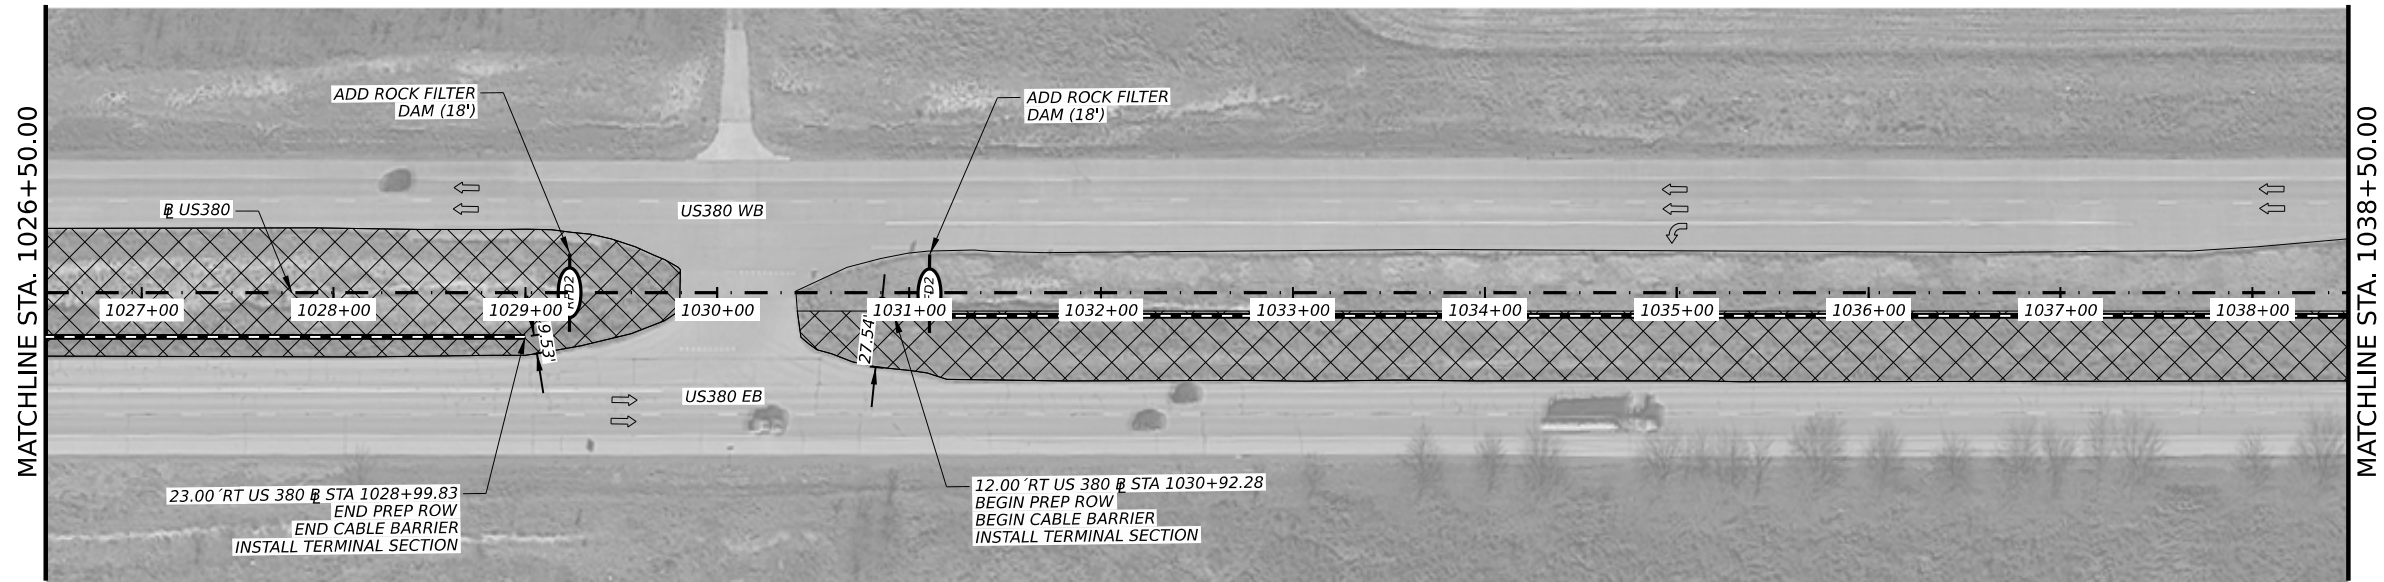 MATCHLINE STA. 1026+50.00
ADD ROCK FILTER
DAM (18')
ADD ROCK FILTER
DAM (18')
MATCHLINE STA. 1038+50.00
BL US380
US380 WB
RFD2
1027+00
1028+00
1029+00
1030+00
1031+00
1032+00
1033+00
1034+00
1035+00
1036+00
1037+00
1038+00
9.53'
27.54'
US380 EB
23.00´RT US 380 BL STA 1028+99.83
END PREP ROW
END CABLE BARRIER
INSTALL TERMINAL SECTION
12.00´RT US 380 BL STA 1030+92.28
BEGIN PREP ROW
BEGIN CABLE BARRIER
INSTALL TERMINAL SECTION